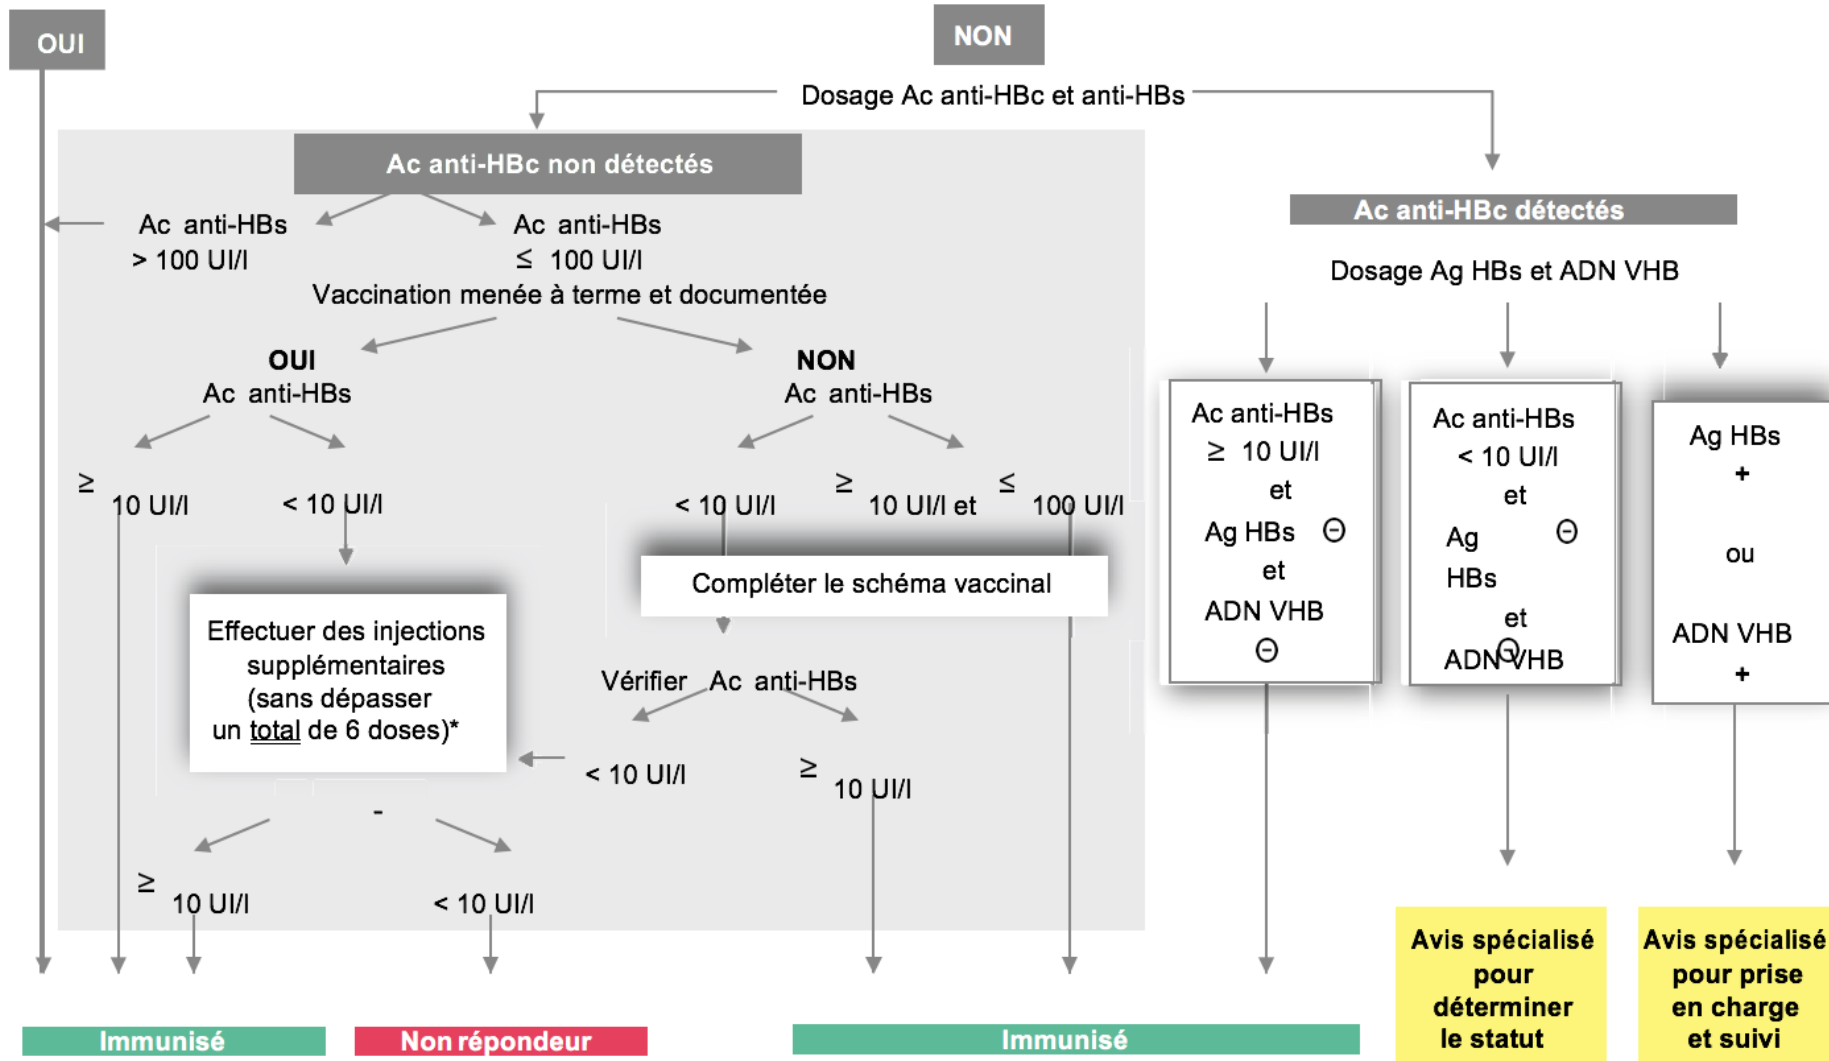 OUI
NON
Dosage Ac anti-HBc et anti-HBs
Ac anti-HBc non détectés
Ac anti-HBc détectés
Ac anti-HBs
> 100 UI/l
Ac anti-HBs
≤ 100 UI/l
Dosage Ag HBs et ADN VHB
Vaccination menée à terme et documentée
OUI
Ac anti-HBs
NON
Ac anti-HBs
≥
10 UI/l
< 10 UI/l
< 10 UI/l
≥
10 UI/l et
≤
100 UI/l
Effectuer des injections
supplémentaires
(sans dépasser
un total de 6 doses)*
Compléter le schéma vaccinal
Vérifier Ac anti-HBs
< 10 UI/l
≥
10 UI/l
-
≥
10 UI/l
< 10 UI/l
Ac anti-HBs
≥ 10 UI/l
et
Ag HBs ⊖
et
ADN VHB
⊖
Ac anti-HBs
< 10 UI/l
et
Ag ⊖
HBs
et
ADN VHB
⊖
Ag HBs
+
ou
ADN VHB
+
Immunisé
Non répondeur
Immunisé
Avis spécialisé
pour
déterminer
le statut
Avis spécialisé
pour prise
en charge
et suivi